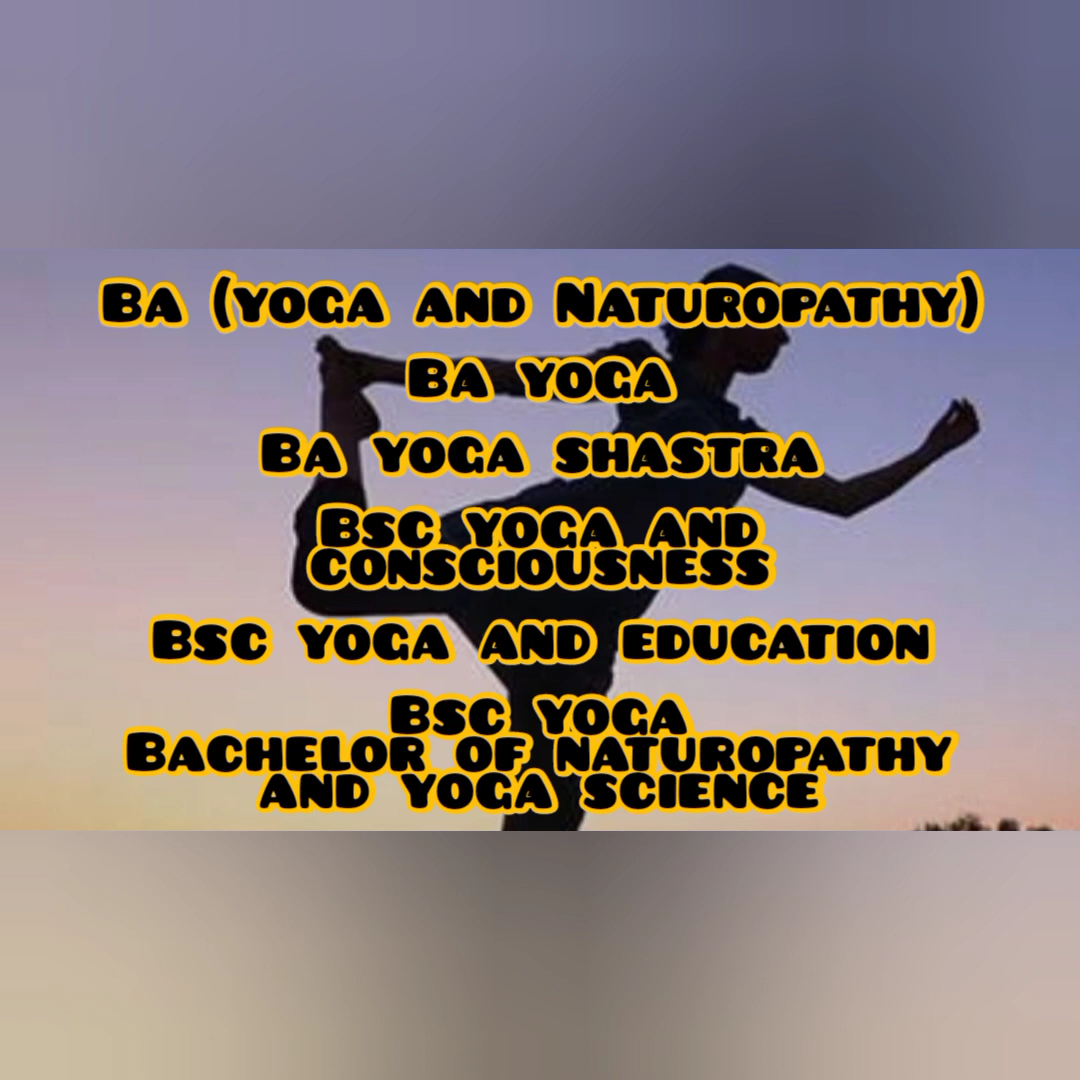 Ba (yoga and Naturopathy)
Ba yoga
Ba yoga shastra
Bsc yoga and
consciousness
Bsc yoga and education
Bsc yoga
Bachelor of naturopathy
and yoga science